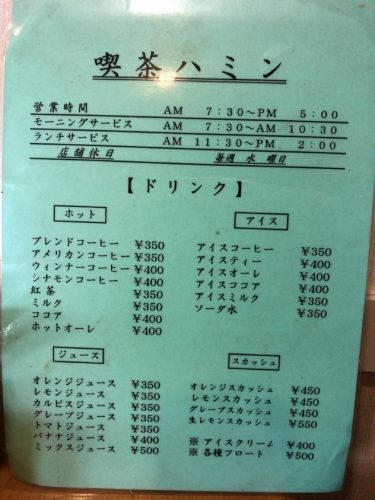 喫茶ハミン
営業時間 AM 7:30～PM 5:00
モーニングサービス AM 7:30～AM 10:30
ランチサービス AM 11:30～PM 2:00
店舗休日 毎週 水 曜日
【ドリンク】
ホット
ブレンドコーヒー ¥350
アメリカンコーヒー ¥350
ウィンナーコーヒー ¥400
シナモンコーヒー ¥400
紅茶 ¥350
ミルク ¥350
ココア ¥400
ホットオーレ ¥400
アイス
アイスコーヒー ¥350
アイスティー ¥400
アイスオーレ ¥400
アイスココア ¥400
アイスミルク ¥350
ソーダ水 ¥350
ジュース
オレンジジュース ¥350
レモンジュース ¥350
カルピスジュース ¥350
グレープジュース ¥350
トマトジュース ¥350
バナナジュース ¥400
ミックスジュース ¥500
スカッシュ
オレンジスカッシュ ¥450
レモンスカッシュ ¥450
グレープスカッシュ ¥450
生レモンスカッシュ ¥550
※ アイスクリーム ¥400
※ 各種フロート ¥500